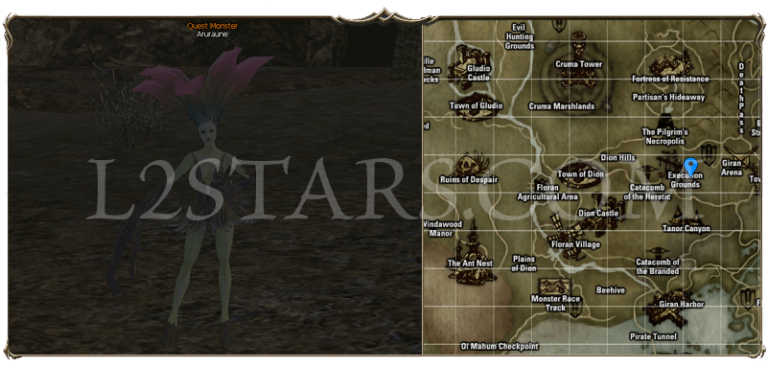 Quest Monster
Aruraune
L2STARS.COM
Evil
Hunting
Grounds
Gludio
Castle
Cruma Tower
Fortress of Resistance
DeathPass
Partisan's Hideaway
Town of Gludio
Cruma Marshlands
The Pilgrim's
Necropolis
Dion Hills
Giran
Arena
Ruins of Despair
Town of Dion
Execution
Grounds
Floran
Agricultural Area
Catacomb
of the Heretic
Dion Castle
Windawood
Manor
Tanor Canyon
Floran Village
The Ant Nest
Plains
of Dion
Catacomb of
the Branded
Beehive
Monster Race
Track
Giran Harbor
Pirate Tunnel
Ol Mahum Checkpoint